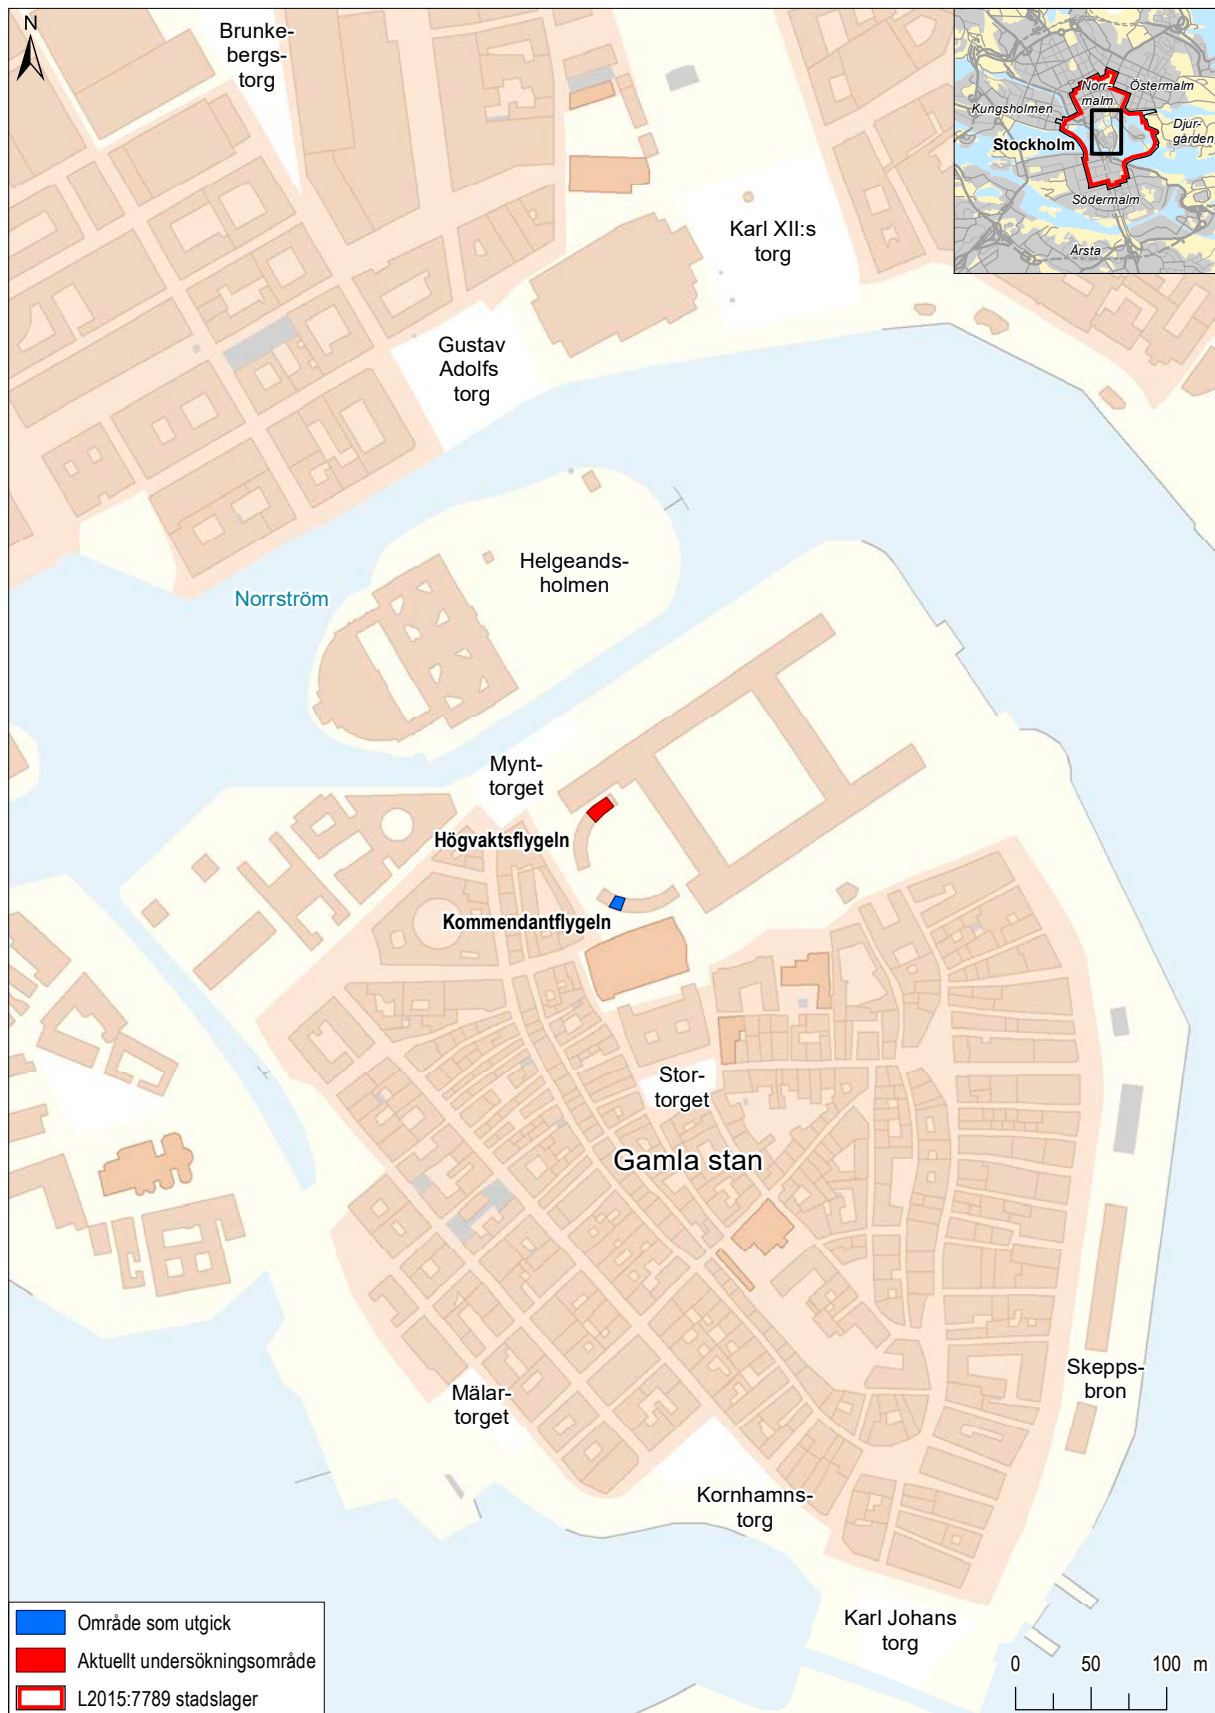 N
Brunke-
bergs-
torg
Norr-
malm
Östermalm
Kungsholmen
Djur-
gården
Stockholm
Södermalm
Årsta
Karl XII:s
torg
Gustav
Adolfs
torg
Helgeands-
holmen
Norrström
Mynt-
torget
Högvaktsflygeln
Kommendantflygeln
Stor-
torget
Gamla stan
Skepps-
bron
Mälar-
torget
Kornhamns-
torg
Karl Johans
torg
Område som utgick
Aktuellt undersökningsområde
L2015:7789 stadslager
0 50 100 m